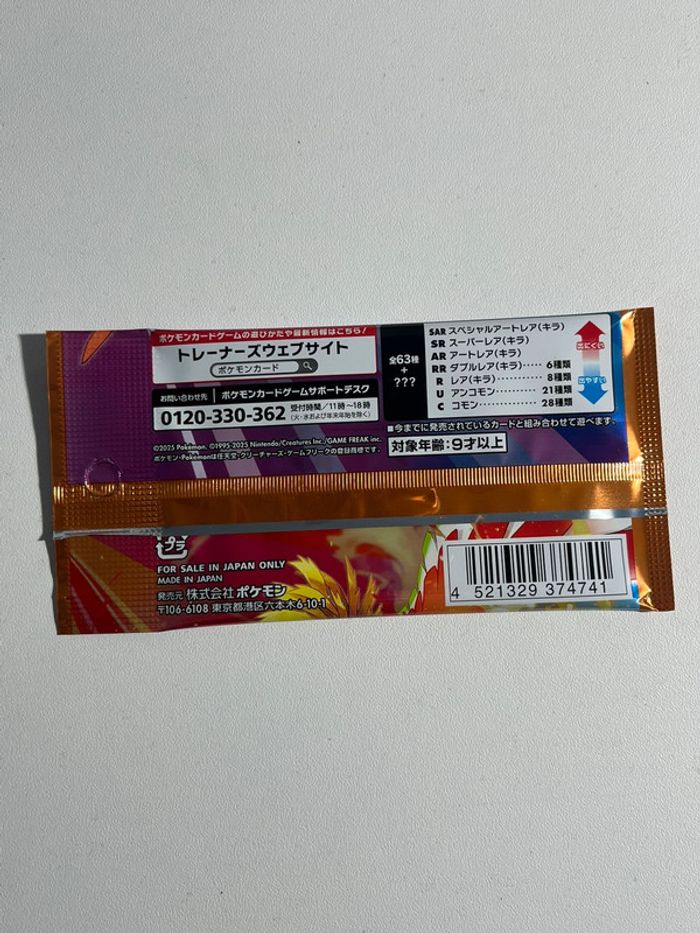 ポケモンカードゲームの遊びかたや最新情報はこちら!
トレーナーズウェブサイト
ポケモンカード
お問い合わせ先 ポケモンカードゲームサポートデスク
0120-330-362 受付時間/11時~18時
(火・水および年末年始を除く)
©2025 Pokémon. ©1995-2025 Nintendo/Creatures Inc./GAME FREAK inc.
ポケモン・Pokémonは任天堂・クリーチャーズ・ゲームフリークの登録商標です。
全63種
+
???
SAR スペシャルアートレア(キラ)
SR スーパーレア(キラ)
AR アートレア(キラ)
RR ダブルレア(キラ)····· 6種類
R レア(キラ)·········· 8種類
U アンコモン·········· 21種類
C コモン·············· 28種類
出にくい
出やすい
■今までに発売されているカードと組み合わせて遊べます。
対象年齢:9才以上
プラ
FOR SALE IN JAPAN ONLY
MADE IN JAPAN
発売元 株式会社ポケモン
〒106-6108 東京都港区六本木6-10-1
4 521329 374741